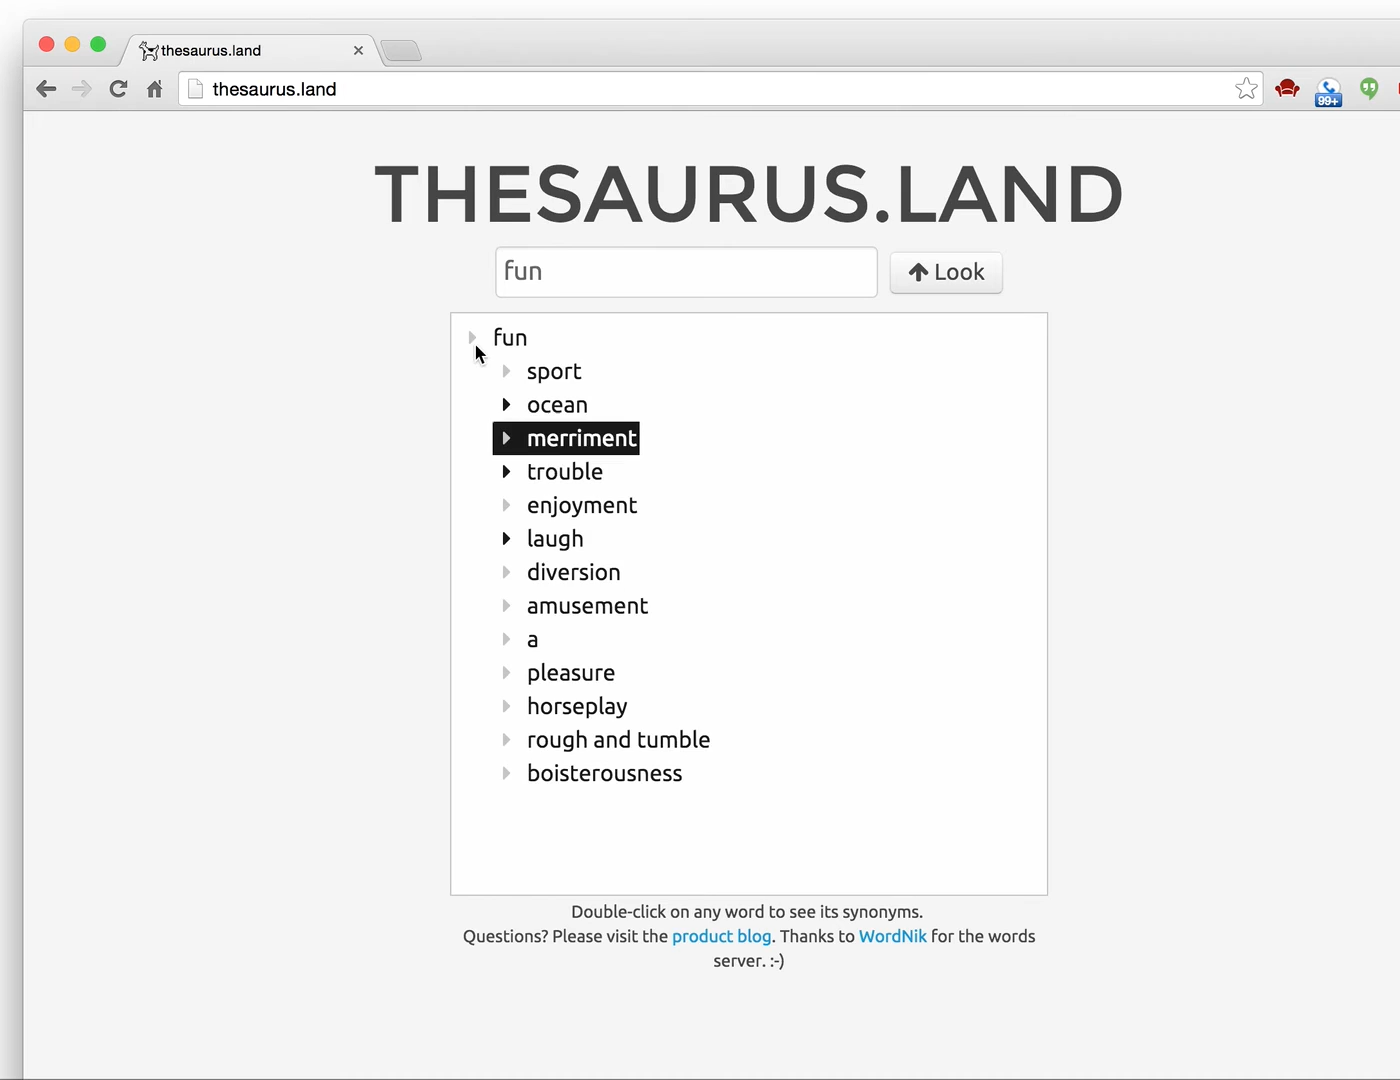 thesaurus.land
thesaurus.land
99+
THESAURUS.LAND
fun
Look
fun
sport
ocean
merriment
trouble
enjoyment
laugh
diversion
amusement
a
pleasure
horseplay
rough and tumble
boisterousness
Double-click on any word to see its synonyms.
Questions? Please visit the product blog. Thanks to WordNik for the words
server. :-)